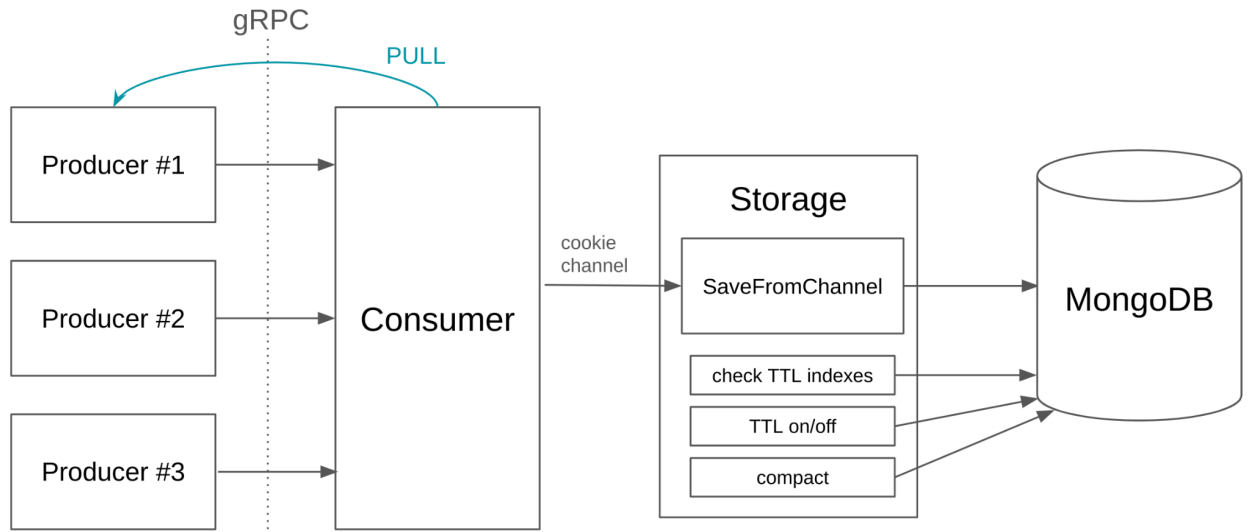 gRPC
PULL
Producer #1
Producer #2
Producer #3
Consumer
cookie
channel
Storage
SaveFromChannel
check TTL indexes
TTL on/off
compact
MongoDB